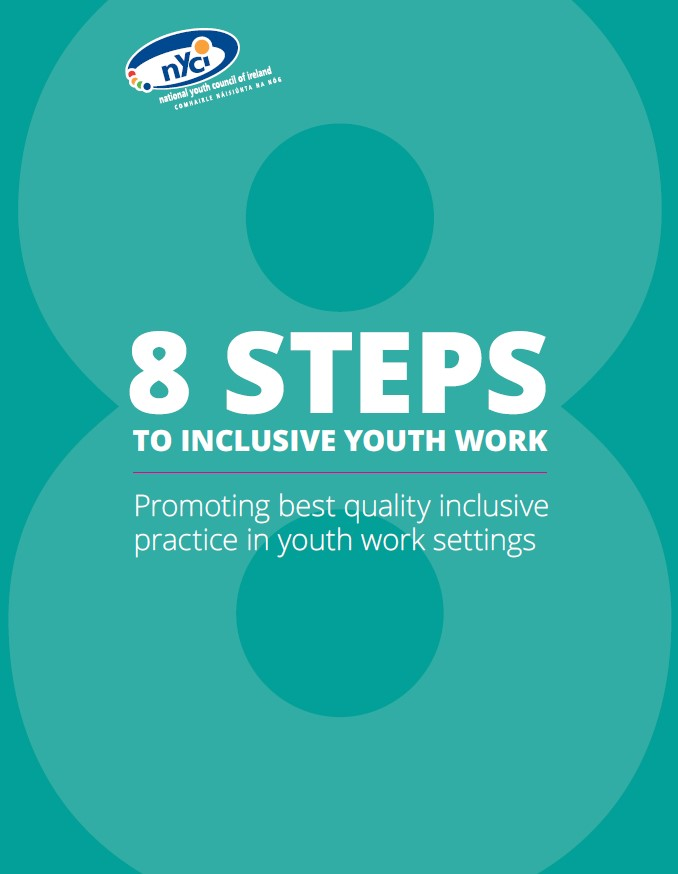 nyci
national youth council of ireland
COMHAIRLE NÁISIÚNTA NA NÓG
8 STEPS
TO INCLUSIVE YOUTH WORK
Promoting best quality inclusive
practice in youth work settings